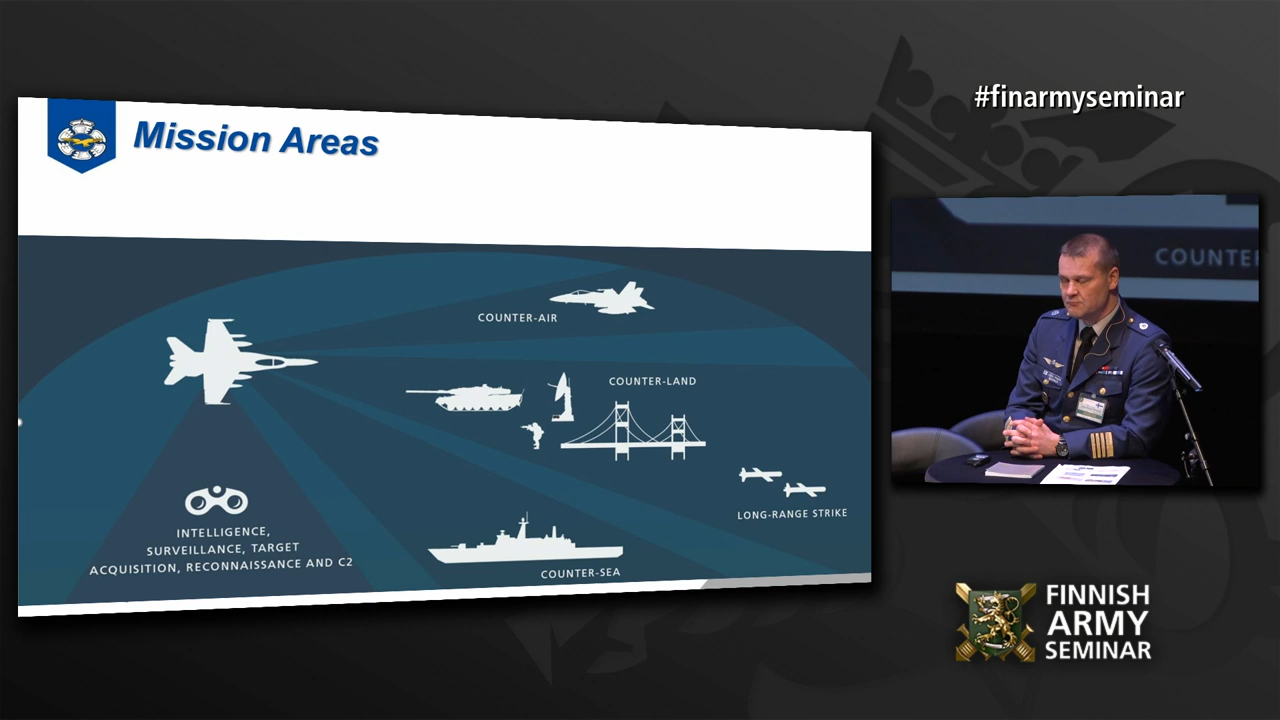 #finarmyseminar
Mission Areas
COUNTER-AIR
COUNTER-LAND
LONG-RANGE STRIKE
INTELLIGENCE,
SURVEILLANCE, TARGET
ACQUISITION, RECONNAISSANCE AND C2
COUNTER-SEA
COUNTE
FINNISH
ARMY
SEMINAR